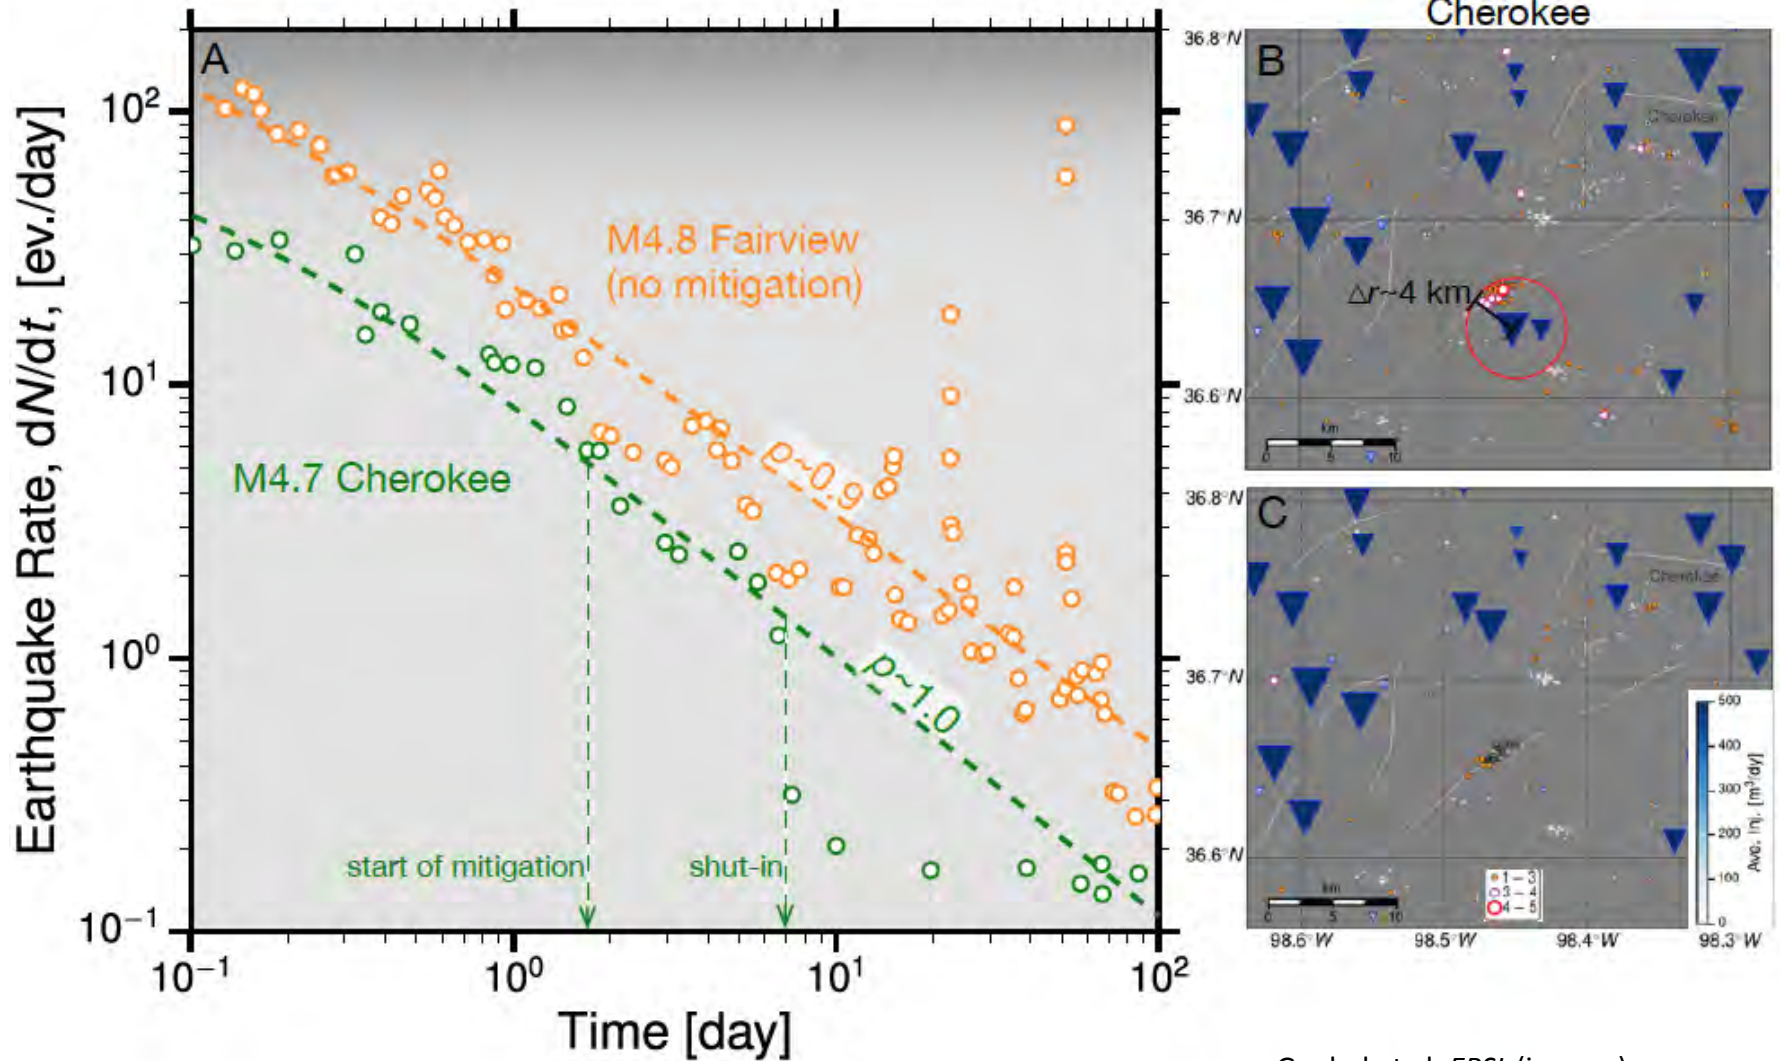 A
Earthquake Rate, dN/dt, [ev./day]
10²
10¹
10⁰
10⁻¹
M4.8 Fairview
(no mitigation)
M4.7 Cherokee
p~0.9
p~1.0
start of mitigation
shut-in
10⁻¹
10⁰
10¹
10²
Time [day]
Cherokee
B
36.8°N
36.7°N
36.6°N
Cherokee
Δr~4 km
km
0 5 10
C
36.8°N
36.7°N
36.6°N
Cherokee
500
400
300
200
100
0
Ave. Inj. [m³/dy]
1 – 3
3 – 4
4 – 5
km
0 5 10
98.6°W
98.5°W
98.4°W
98.3°W